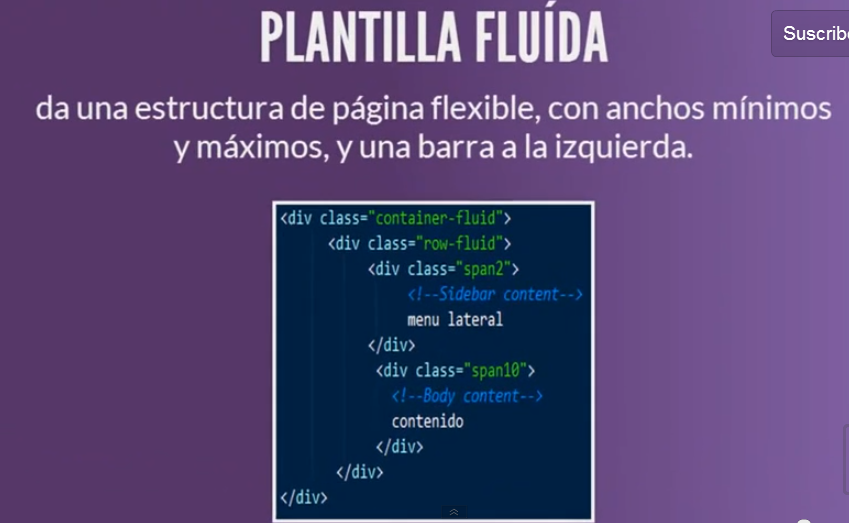 PLANTILLA FLUÍDA
Suscrib
da una estructura de página flexible, con anchos mínimos
y máximos, y una barra a la izquierda.
<div class="container-fluid">
<div class="row-fluid">
<div class="span2">
<!--Sidebar content-->
menu lateral
</div>
<div class="span10">
<!--Body content-->
contenido
</div>
</div>
</div>